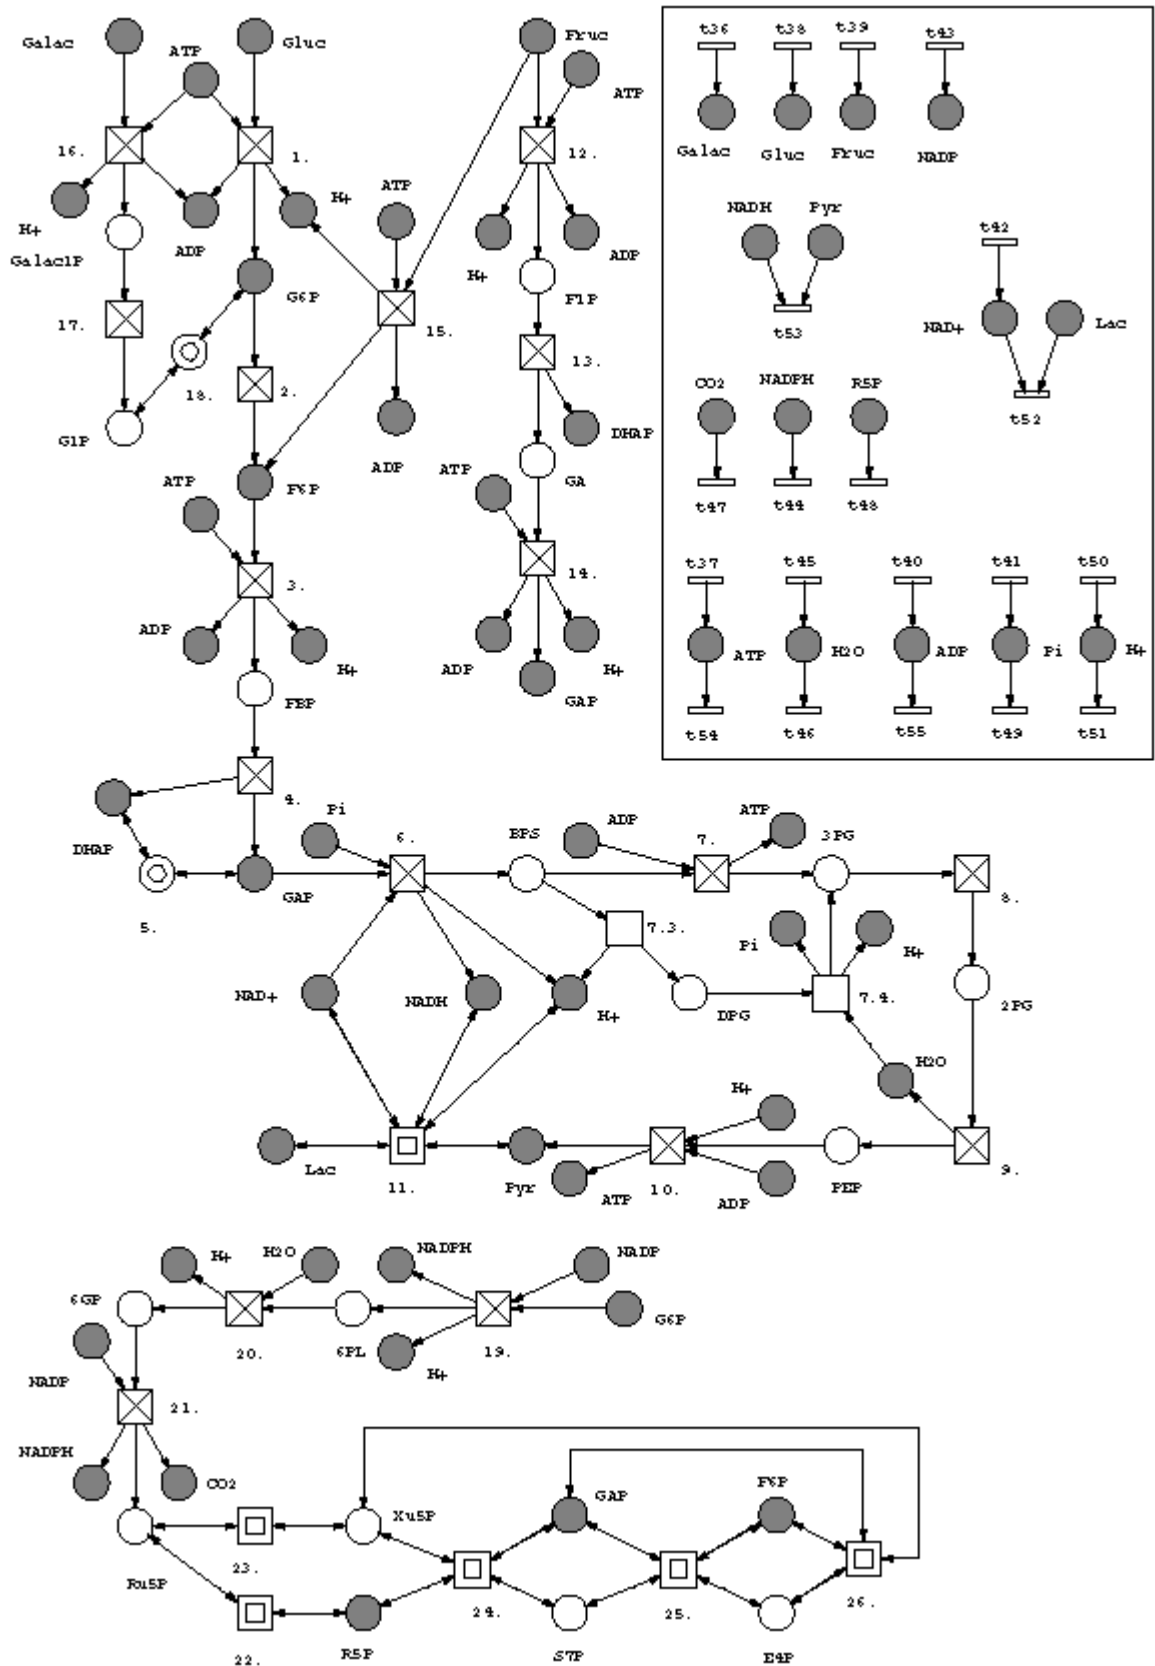 Galac
ATP
Gluc
Fruc
ATP
16.
1.
12.
H+
H+
ATP
Galac1P
ADP
H+
ADP
G6P
F1P
17.
15.
13.
18.
2.
G1P
DHAP
ADP
ATP
GA
ATP
F6P
3.
14.
ADP
H+
ADP
H+
FBP
GAP
4.
DHAP
Pi
6.
BPS
ADP
7.
ATP
3PG
GAP
8.
5.
7.3.
Pi
H+
NAD+
NADH
H+
DPG
7.4.
2PG
H2O
H+
Lac
11.
Pyr
ATP
10.
ADP
PEP
9.
H+
H2O
NADPH
NADP
6GP
G6P
20.
6PL
19.
H+
NADP
21.
NADPH
CO2
Xu5P
GAP
F6P
Ru5P
23.
24.
25.
26.
22.
R5P
S7P
E4P
t36
t38
t39
t43
Galac
Gluc
Fruc
NADP
NADH
Pyr
t42
NAD+
Lac
t53
CO2
NADPH
R5P
t52
t47
t44
t48
t37
t45
t40
t41
t50
ATP
H2O
ADP
Pi
H+
t54
t46
t55
t49
t51